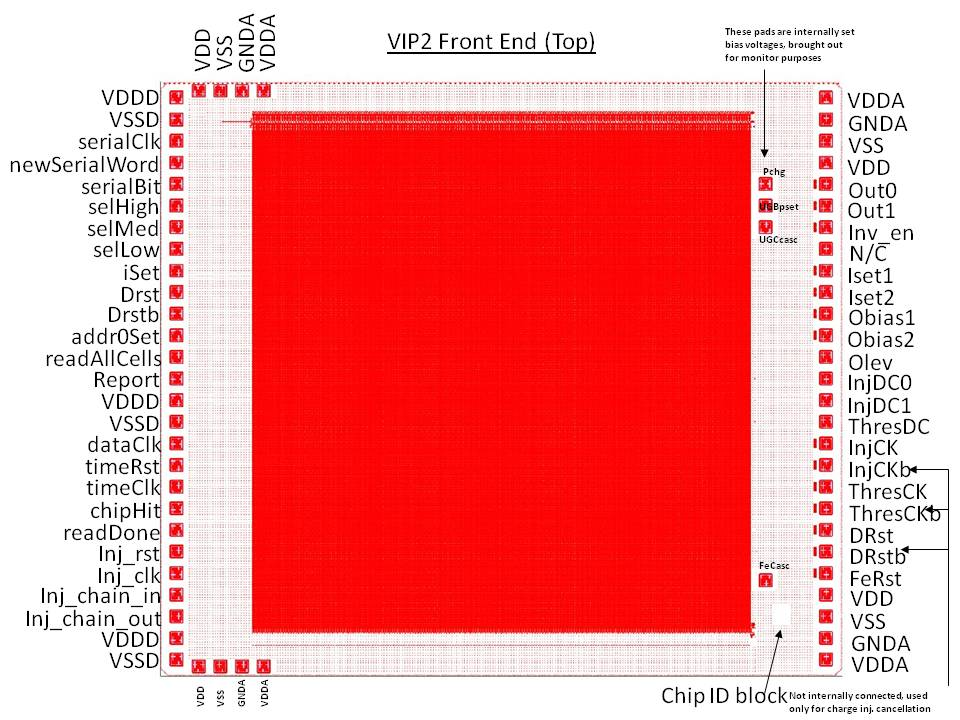 VIP2 Front End (Top)
These pads are internally set
bias voltages, brought out
for monitor purposes
VDD
VSS
GNDA
VDDA
VDDD
VSSD
serialClk
newSerialWord
serialBit
selHigh
selMed
selLow
iSet
Drst
Drstb
addr0Set
readAllCells
Report
VDDD
VSSD
dataClk
timeRst
timeClk
chipHit
readDone
Inj_rst
Inj_clk
Inj_chain_in
Inj_chain_out
VDDD
VSSD
Pchg
UGBpset
UGCcasc
FeCasc
VDDA
GNDA
VSS
VDD
Out0
Out1
Inv_en
N/C
Iset1
Iset2
Obias1
Obias2
Olev
InjDC0
InjDC1
ThresDC
InjCK
InjCKb
ThresCK
ThresCKb
DRst
DRstb
FeRst
VDD
VSS
GNDA
VDDA
VDD
VSS
GNDA
VDDA
Chip ID block
Not internally connected, used
only for charge inj. cancellation